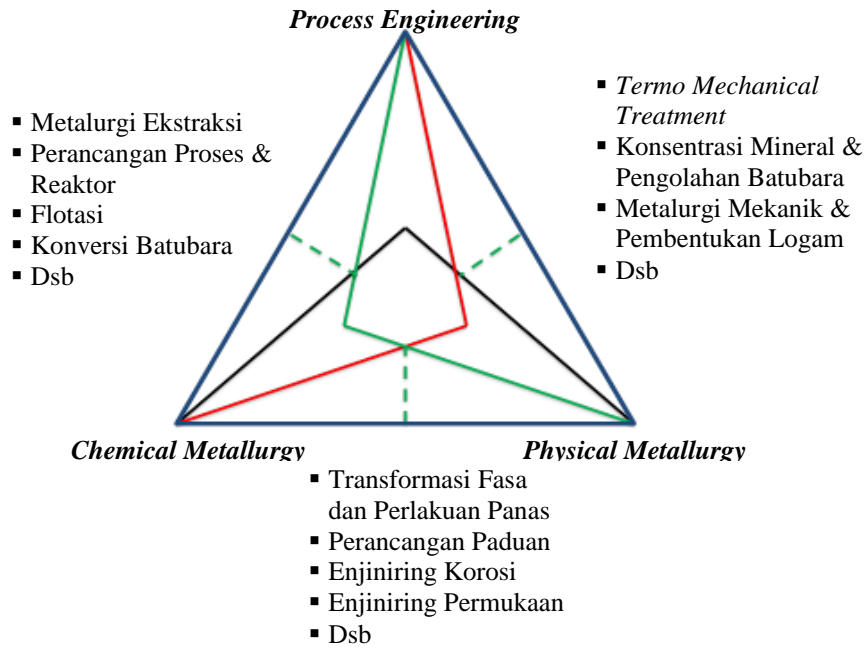 Process Engineering
▪ Metalurgi Ekstraksi
▪ Perancangan Proses &
Reaktor
▪ Flotasi
▪ Konversi Batubara
▪ Dsb
▪ Termo Mechanical
Treatment
▪ Konsentrasi Mineral &
Pengolahan Batubara
▪ Metalurgi Mekanik &
Pembentukan Logam
▪ Dsb
Chemical Metallurgy
Physical Metallurgy
▪ Transformasi Fasa
dan Perlakuan Panas
▪ Perancangan Paduan
▪ Enjiniring Korosi
▪ Enjiniring Permukaan
▪ Dsb